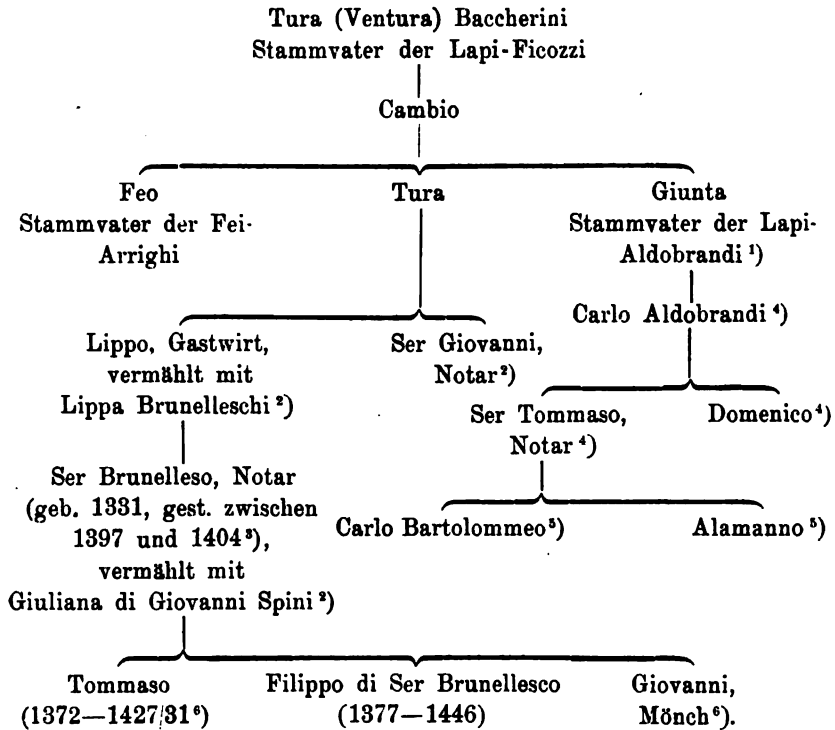 Tura (Ventura) Baccherini
Stammvater der Lapi-Ficozzi
Cambio
Feo
Stammvater der Fei-
Arrighi
Tura
Giunta
Stammvater der Lapi-
Aldobrandi ¹)
Carlo Aldobrandi ⁴)
Lippo, Gastwirt,
vermählt mit
Lippa Brunelleschi ²)
Ser Giovanni,
Notar ²)
Ser Tommaso,
Notar ⁴)
Domenico ⁴)
Ser Brunelleso, Notar
(geb. 1331, gest. zwischen
1397 und 1404 ³),
vermählt mit
Giuliana di Giovanni Spini ²)
Carlo Bartolommeo ⁵)
Alamanno ⁵)
Tommaso
(1372—1427/31 ⁶)
Filippo di Ser Brunellesco
(1377—1446)
Giovanni,
Mönch ⁶).